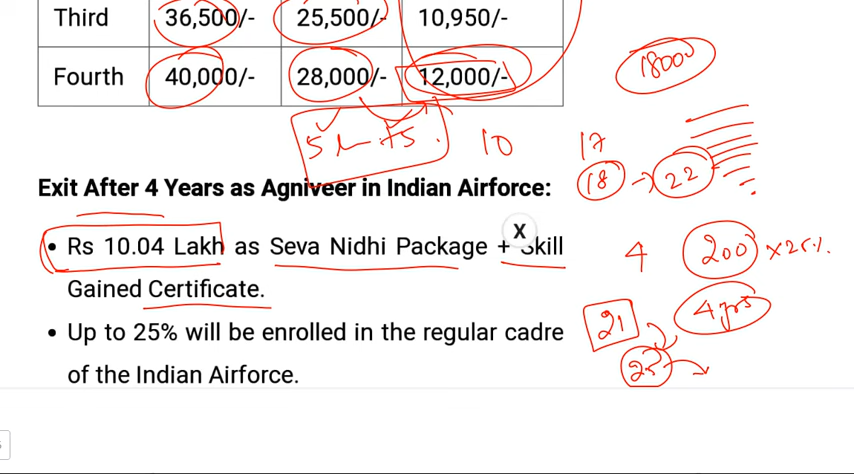 Third 36,500/- 25,500/- 10,950/-
18000
Fourth 40,000/- 28,000/- 12,000/-
10 17
Exit After 4 Years as Agniveer in Indian Airforce:
18 → 22
X
• Rs 10.04 Lakh as Seva Nidhi Package + Skill
4 200 × 25%
Gained Certificate.
21 4 yrs
• Up to 25% will be enrolled in the regular cadre
of the Indian Airforce.
25